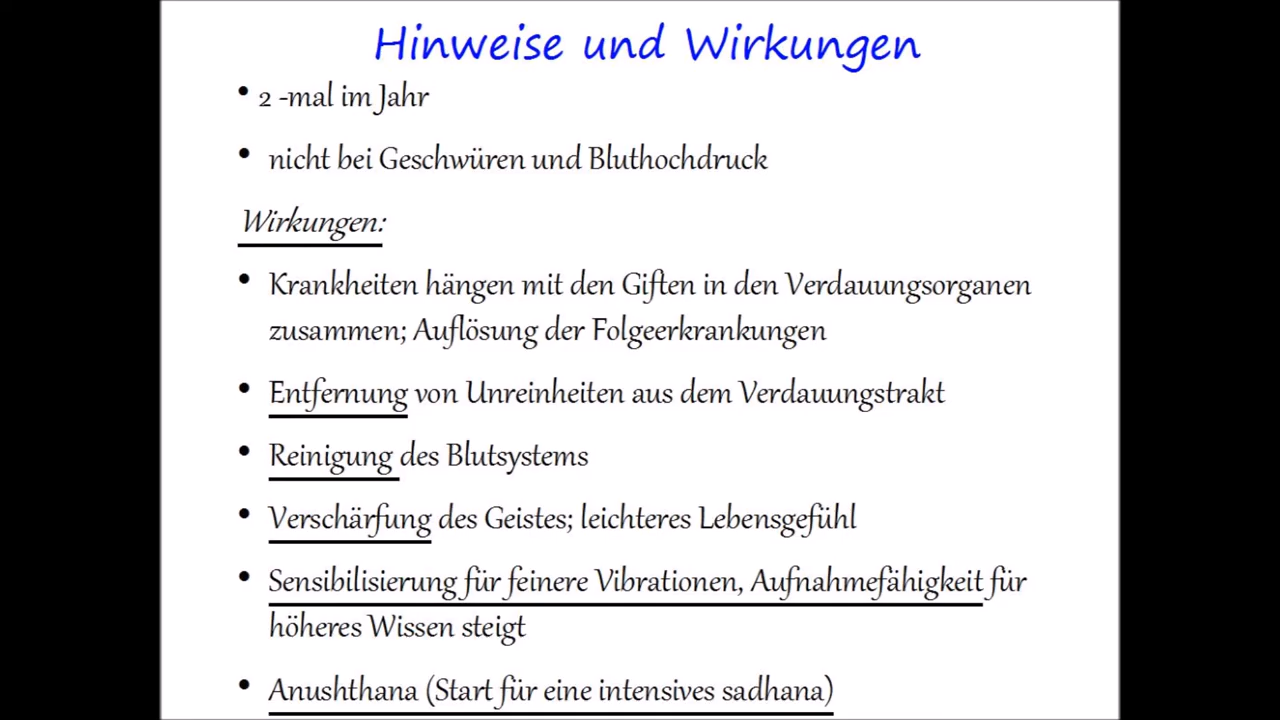 Hinweise und Wirkungen
• 2 -mal im Jahr
• nicht bei Geschwüren und Bluthochdruck
Wirkungen:
• Krankheiten hängen mit den Giften in den Verdauungsorganen
zusammen; Auflösung der Folgeerkrankungen
• Entfernung von Unreinheiten aus dem Verdauungstrakt
• Reinigung des Blutsystems
• Verschärfung des Geistes; leichteres Lebensgefühl
• Sensibilisierung für feinere Vibrationen, Aufnahmefähigkeit für
höheres Wissen steigt
• Anushthana (Start für eine intensives sadhana)